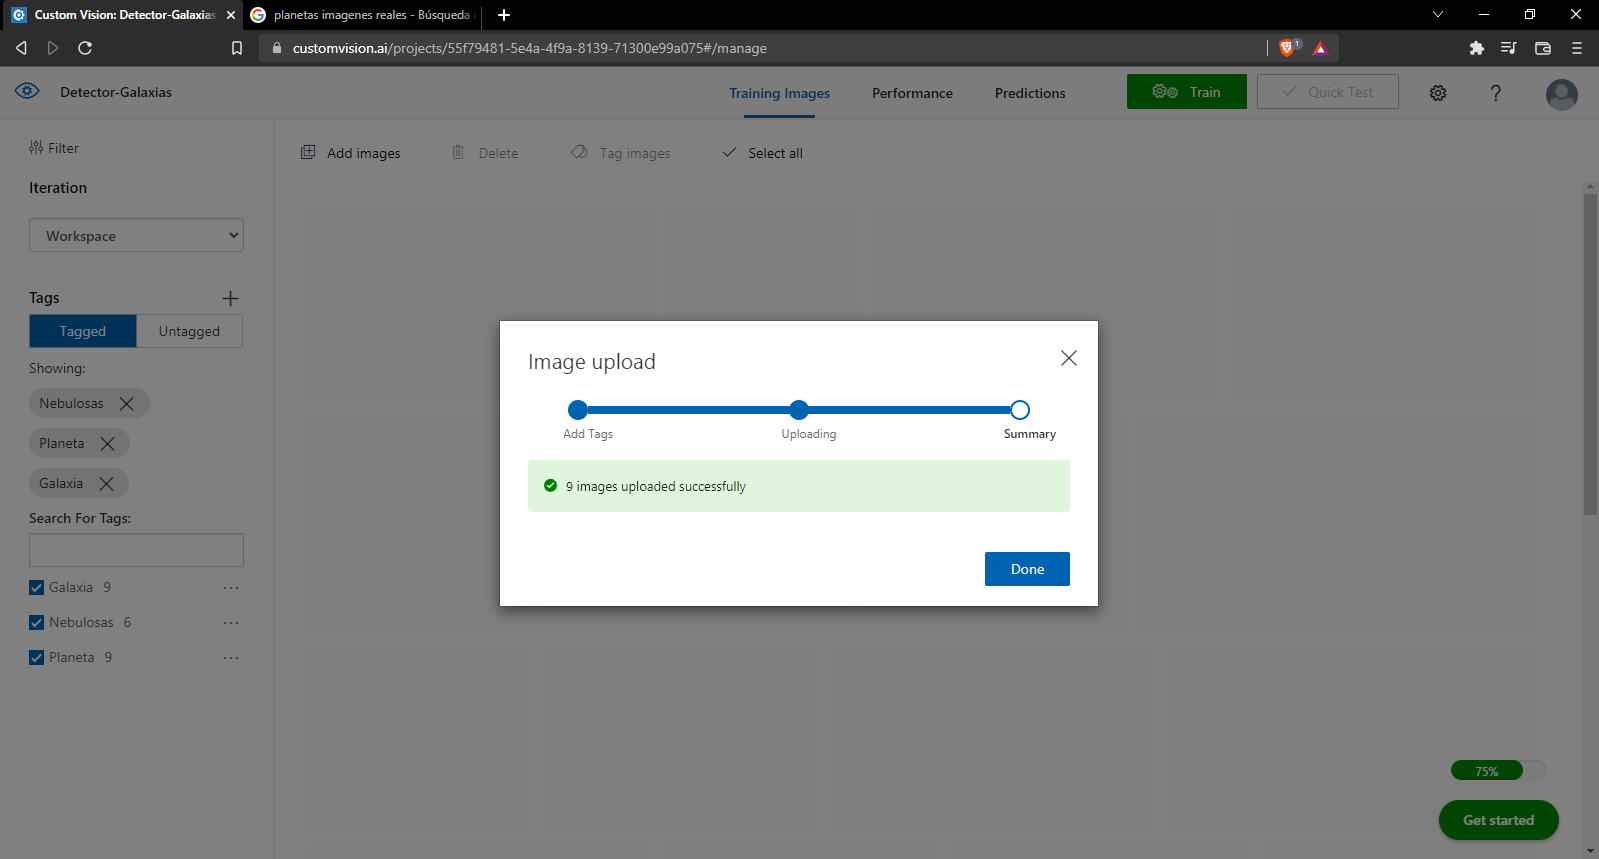 Custom Vision: Detector-Galaxias
planetas imagenes reales - Búsqueda
customvision.ai/projects/55f79481-5e4a-4f9a-8139-71300e99a075#/manage
1
Detector-Galaxias
Training Images
Performance
Predictions
Train
Quick Test
?
Filter
Add images
Delete
Tag images
Select all
Iteration
Workspace
Tags
Tagged
Untagged
Showing:
Nebulosas
Planeta
Galaxia
Search For Tags:
Galaxia 9 ...
Nebulosas 6 ...
Planeta 9 ...
Image upload
Add Tags
Uploading
Summary
9 images uploaded successfully
Done
75%
Get started